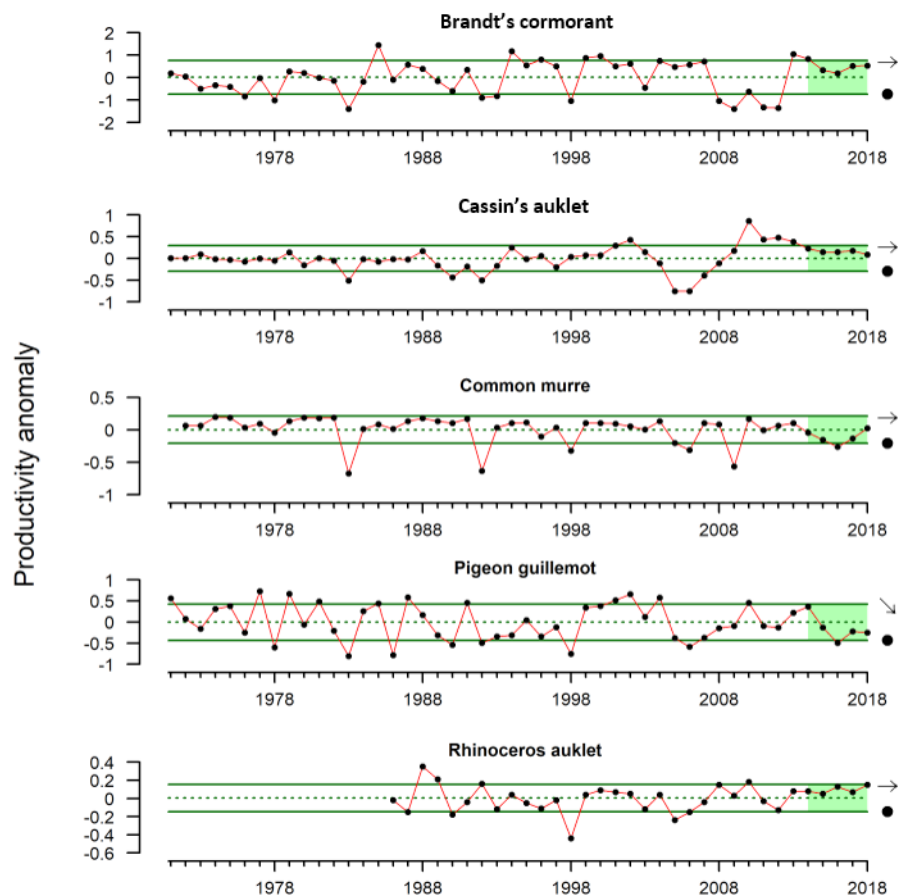 Productivity anomaly
Brandt’s cormorant
2
1
0
-1
-2
1978 1988 1998 2008 2018
Cassin’s auklet
1
0.5
0
-0.5
-1
1978 1988 1998 2008 2018
Common murre
0.5
0
-0.5
-1
1978 1988 1998 2008 2018
Pigeon guillemot
1
0.5
0
-0.5
-1
1978 1988 1998 2008 2018
Rhinoceros auklet
0.4
0.2
0
-0.2
-0.4
-0.6
1978 1988 1998 2008 2018